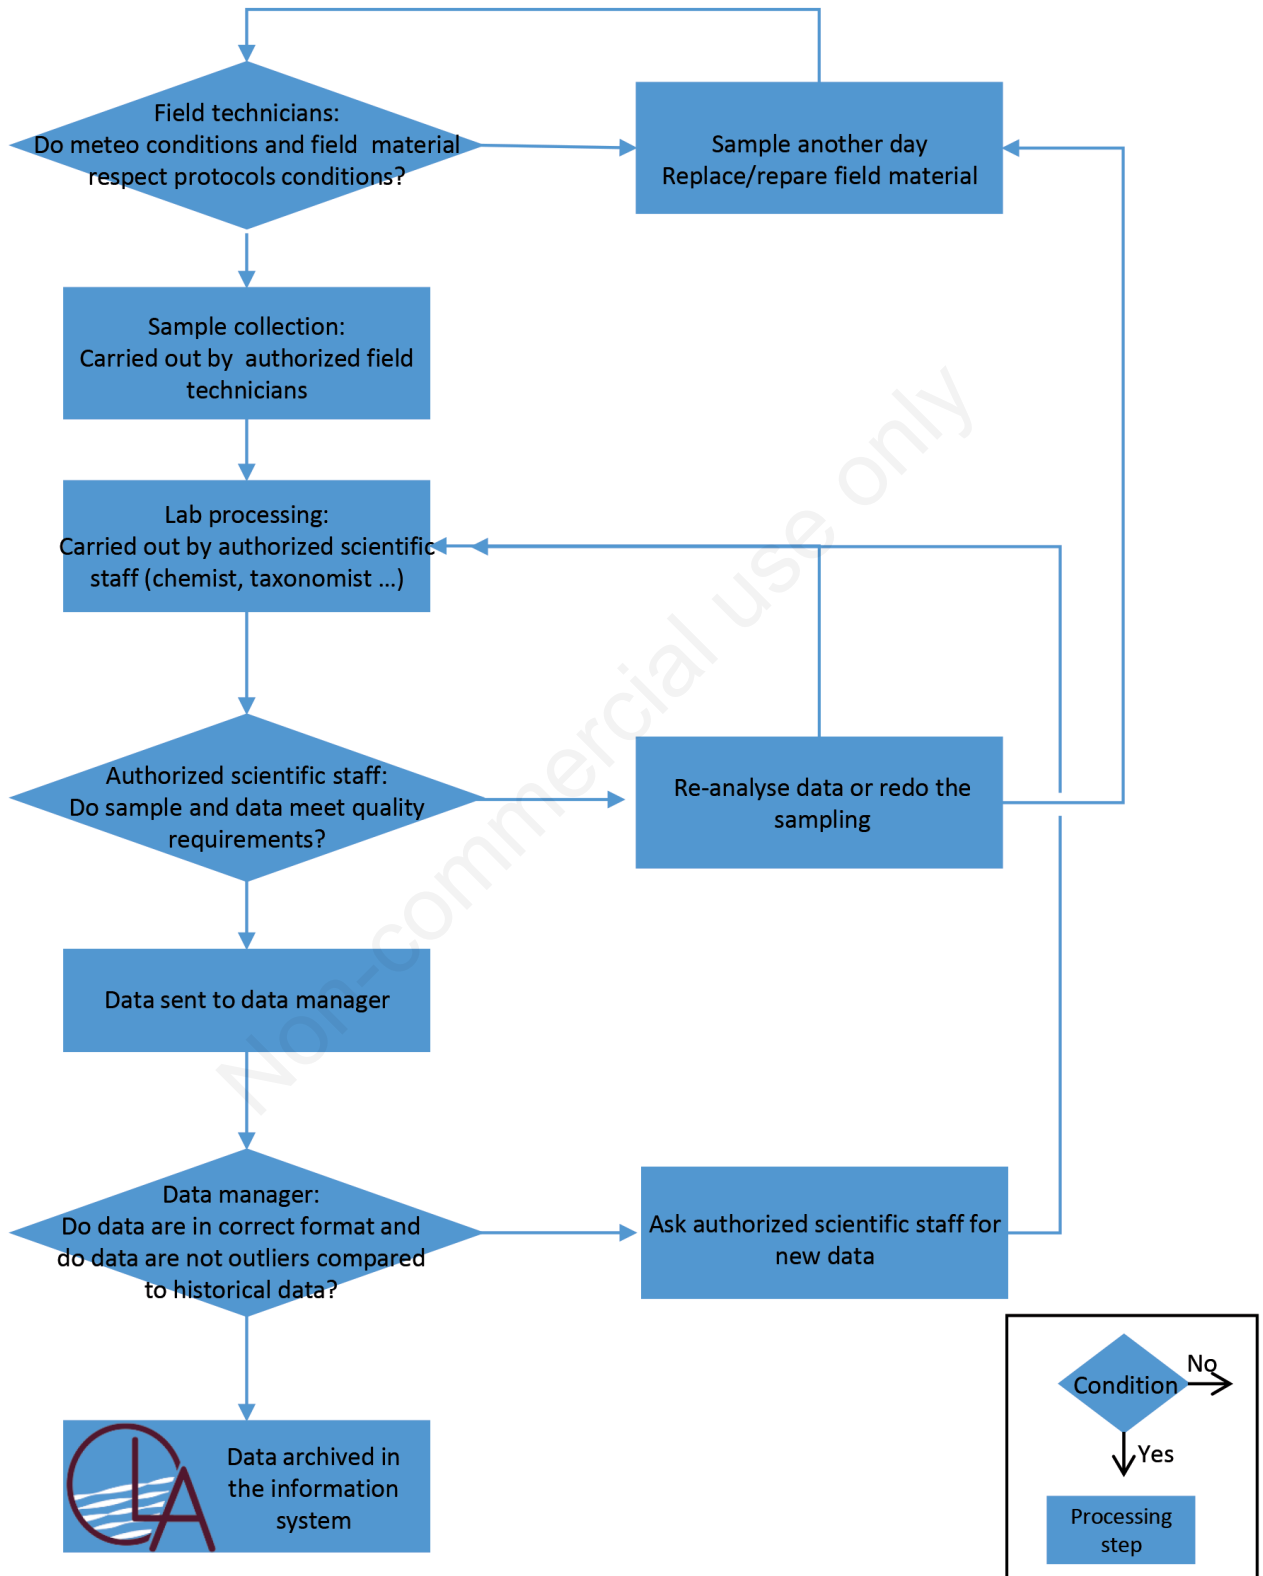 Field technicians:
Do meteo conditions and field material
respect protocols conditions?
Sample another day
Replace/repare field material
Sample collection:
Carried out by authorized field
technicians
Lab processing:
Carried out by authorized scientific
staff (chemist, taxonomist ...)
Authorized scientific staff:
Do sample and data meet quality
requirements?
Re-analyse data or redo the
sampling
Data sent to data manager
Data manager:
Do data are in correct format and
do data are not outliers compared
to historical data?
Ask authorized scientific staff for
new data
OLA
Data archived in
the information
system
Condition
No
Yes
Processing
step
Non-commercial use only